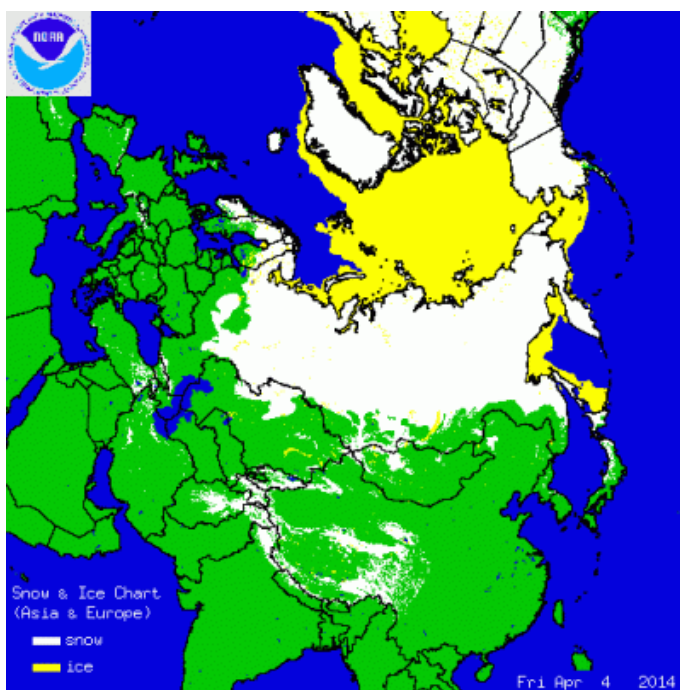 NOAA
Snow & Ice Chart
(Asia & Europe)
snow
ice
Fri Apr 4 2014